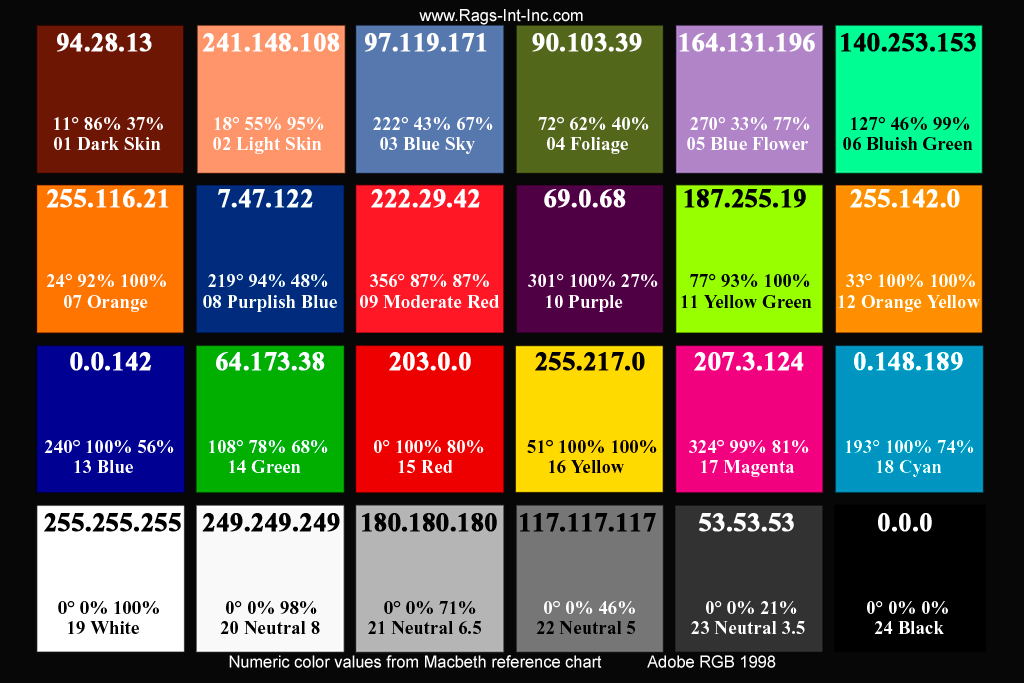 www.Rags-Int-Inc.com
94.28.13
11° 86% 37%
01 Dark Skin
241.148.108
18° 55% 95%
02 Light Skin
97.119.171
222° 43% 67%
03 Blue Sky
90.103.39
72° 62% 40%
04 Foliage
164.131.196
270° 33% 77%
05 Blue Flower
140.253.153
127° 46% 99%
06 Bluish Green
255.116.21
24° 92% 100%
07 Orange
7.47.122
219° 94% 48%
08 Purplish Blue
222.29.42
356° 87% 87%
09 Moderate Red
69.0.68
301° 100% 27%
10 Purple
187.255.19
77° 93% 100%
11 Yellow Green
255.142.0
33° 100% 100%
12 Orange Yellow
0.0.142
240° 100% 56%
13 Blue
64.173.38
108° 78% 68%
14 Green
203.0.0
0° 100% 80%
15 Red
255.217.0
51° 100% 100%
16 Yellow
207.3.124
324° 99% 81%
17 Magenta
0.148.189
193° 100% 74%
18 Cyan
255.255.255
0° 0% 100%
19 White
249.249.249
0° 0% 98%
20 Neutral 8
180.180.180
0° 0% 71%
21 Neutral 6.5
117.117.117
0° 0% 46%
22 Neutral 5
53.53.53
0° 0% 21%
23 Neutral 3.5
0.0.0
0° 0% 0%
24 Black
Numeric color values from Macbeth reference chart
Adobe RGB 1998